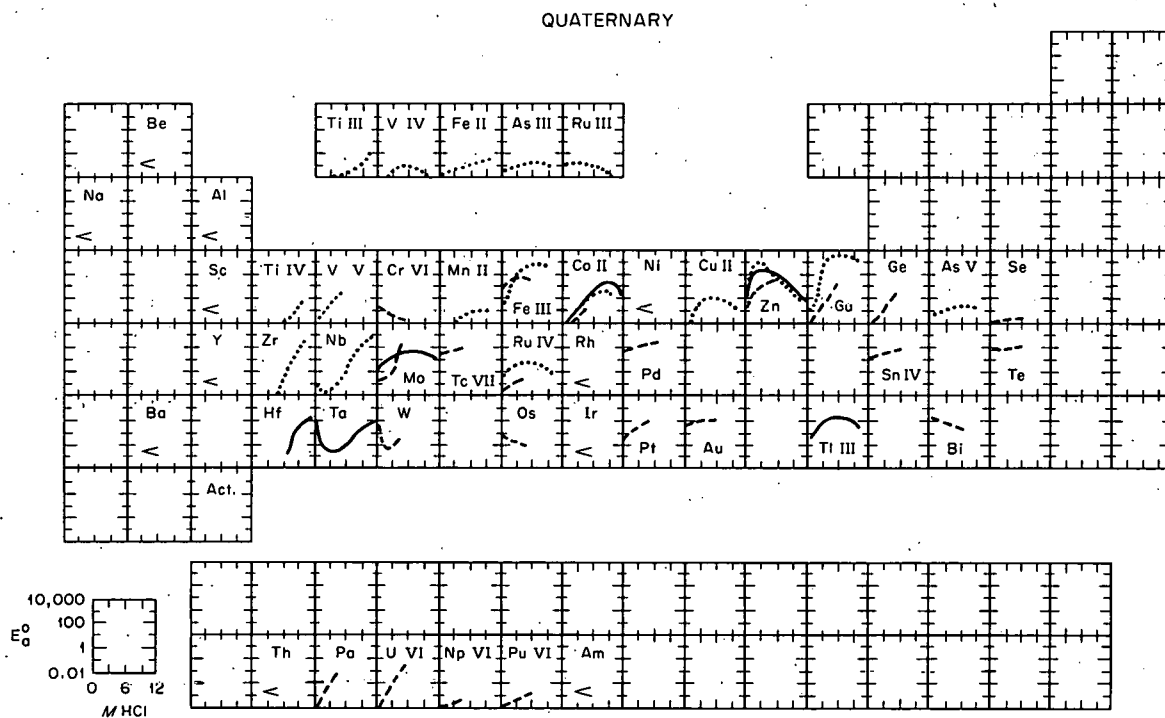 QUATERNARY
Be Ti III V IV Fe II As III Ru III
<
Na Al
< <
Sc Ti IV V V Cr VI Mn II Co II Ni Cu II Ge As V Se
< Fe III < Zn Ga
Y Zr Nb Ru IV Rh
< Mo Tc VII < Pd Sn IV Te
Ba Hf Ta W Os Ir
< < Pt Au Tl III Bi
Act.
10,000
100
E°a
1
0.01
0 6 12
M HCl
Th Pa U VI Np VI Pu VI Am
< <